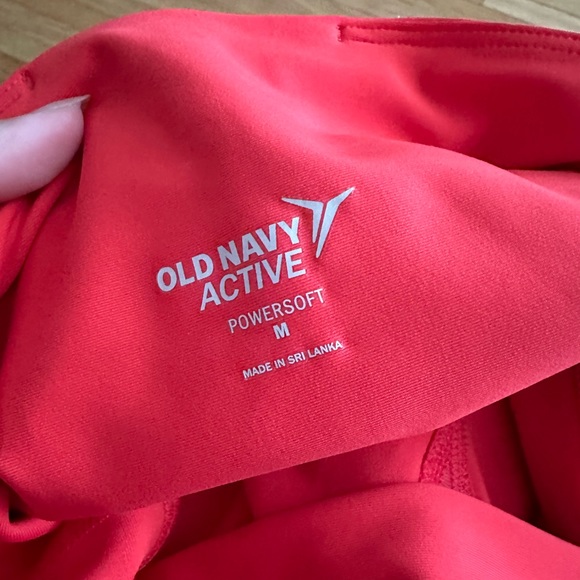 OLD NAVY
ACTIVE
POWERSOFT
M
MADE IN SRI LANKA